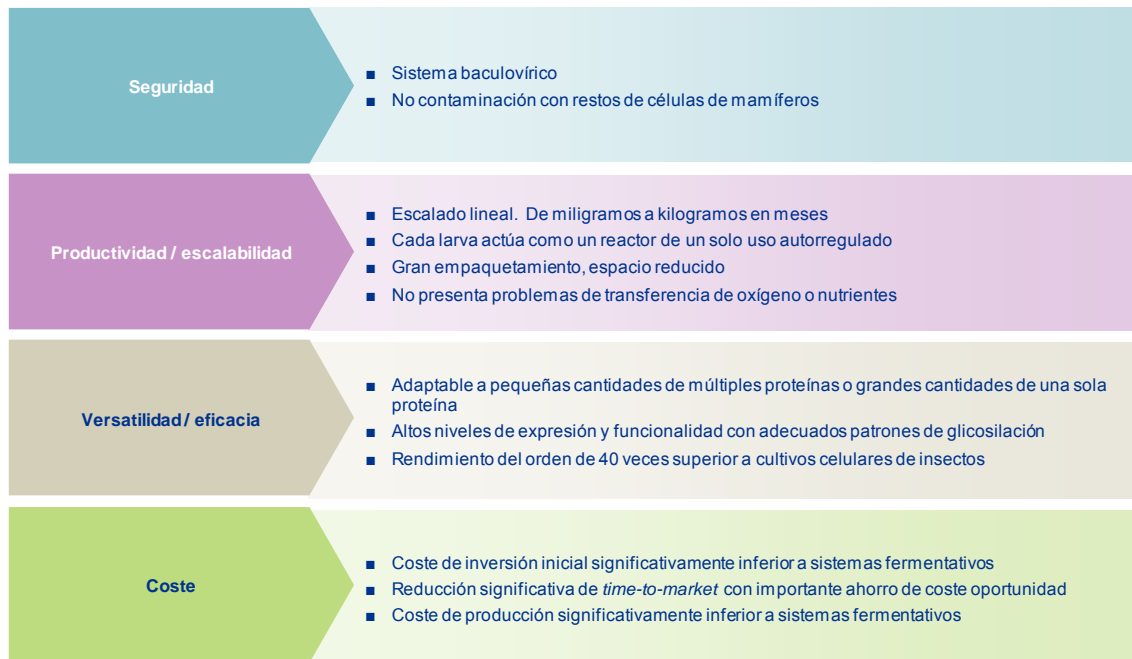 Seguridad
■ Sistema baculovírico
■ No contaminación con restos de células de mamíferos
Productividad / escalabilidad
■ Escalado lineal. De miligramos a kilogramos en meses
■ Cada larva actúa como un reactor de un solo uso autorregulado
■ Gran empaquetamiento, espacio reducido
■ No presenta problemas de transferencia de oxígeno o nutrientes
Versatilidad / eficacia
■ Adaptable a pequeñas cantidades de múltiples proteínas o grandes cantidades de una sola
proteína
■ Altos niveles de expresión y funcionalidad con adecuados patrones de glicosilación
■ Rendimiento del orden de 40 veces superior a cultivos celulares de insectos
Coste
■ Coste de inversión inicial significativamente inferior a sistemas fermentativos
■ Reducción significativa de time-to-market con importante ahorro de coste oportunidad
■ Coste de producción significativamente inferior a sistemas fermentativos